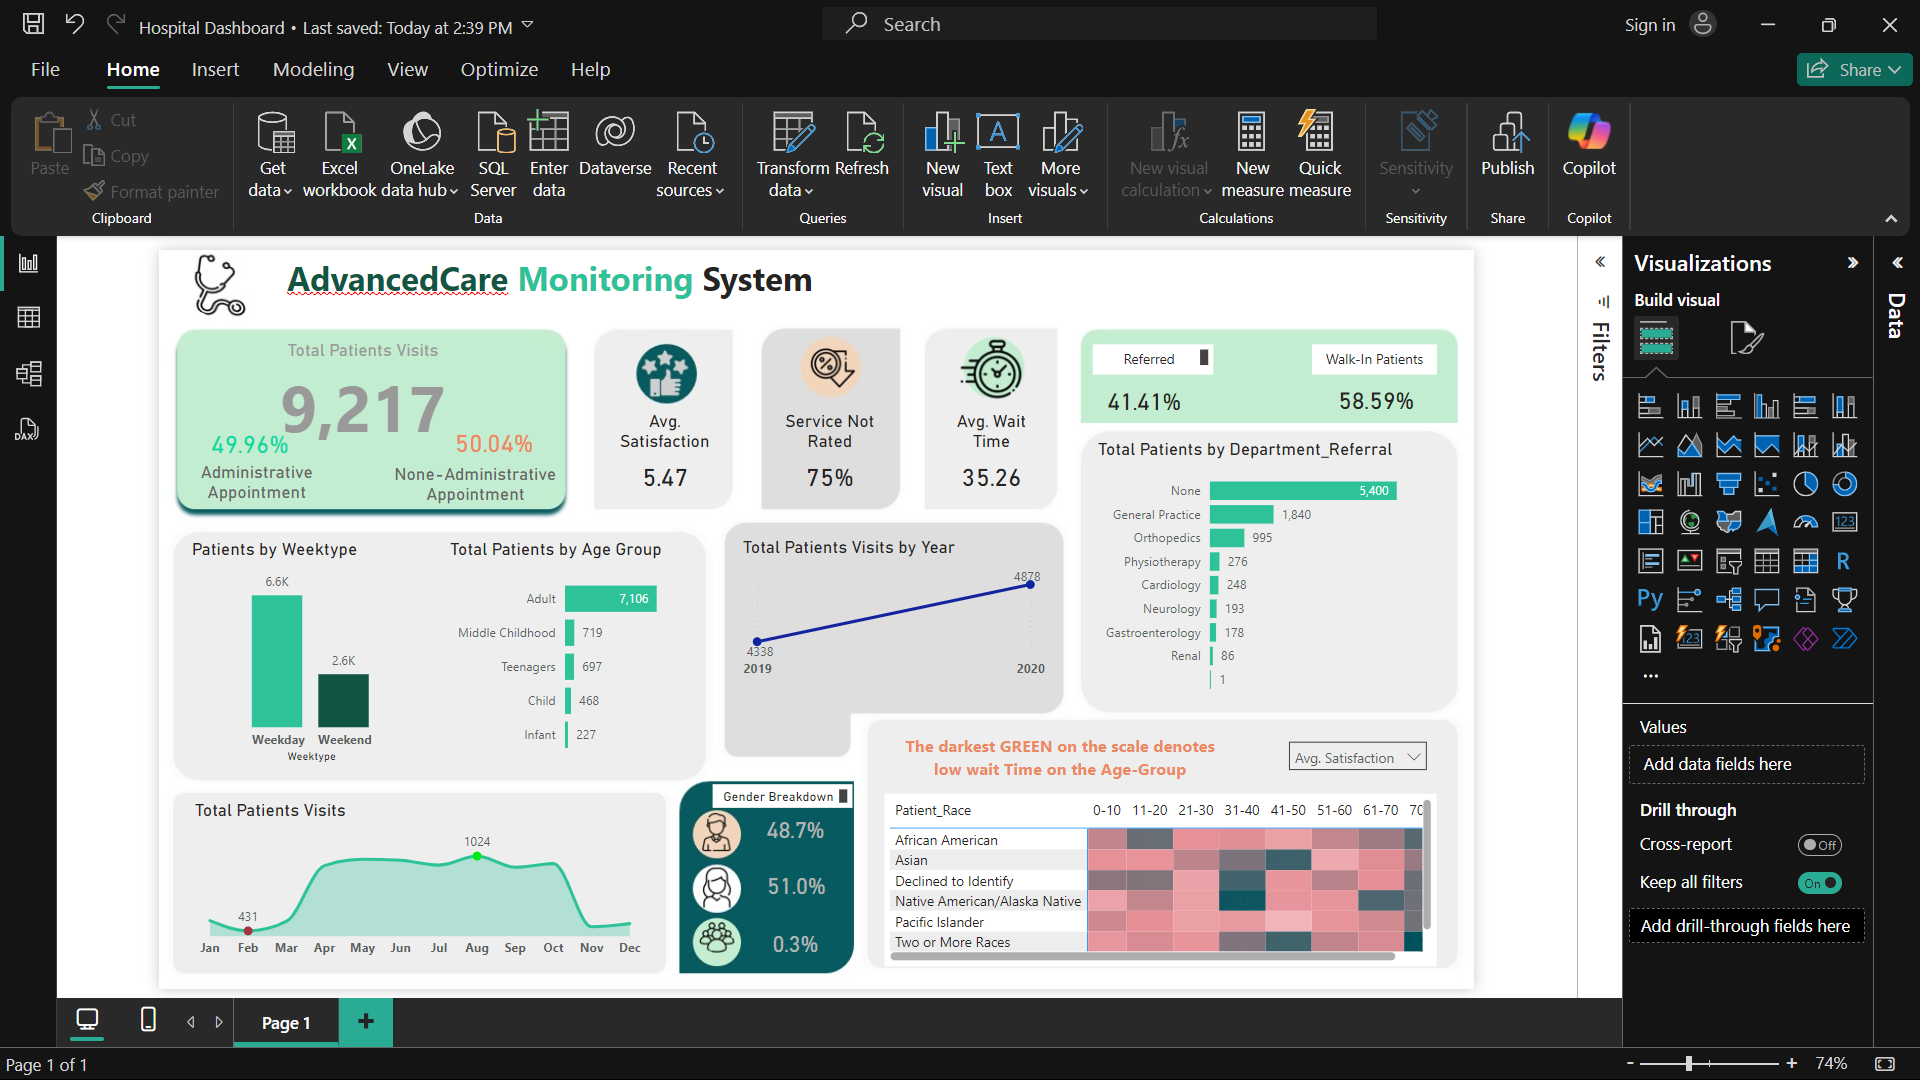 Hospital Dashboard • Last saved: Today at 2:39 PM
Search
Sign in
File
Home
Insert
Modeling
View
Optimize
Help
Share
Paste
Cut
Copy
Format painter
Clipboard
Get
data
Excel
workbook
OneLake
data hub
SQL
Server
Enter
data
Dataverse
Recent
sources
Data
Transform
data
Refresh
Queries
New
visual
Text
box
More
visuals
Insert
New visual
calculation
New
measure
Quick
measure
Calculations
Sensitivity
Sensitivity
Publish
Share
Copilot
Copilot
DAX
AdvancedCare Monitoring System
Total Patients Visits
9,217
49.96%
Administrative
Appointment
50.04%
None-Administrative
Appointment
Avg.
Satisfaction
5.47
Service Not
Rated
75%
Avg. Wait
Time
35.26
Referred
41.41%
Walk-In Patients
58.59%
Total Patients by Department_Referral
None 5,400
General Practice 1,840
Orthopedics 995
Physiotherapy 276
Cardiology 248
Neurology 193
Gastroenterology 178
Renal 86
1
Patients by Weektype
6.6K
2.6K
Weekday Weekend
Weektype
Total Patients by Age Group
Adult 7,106
Middle Childhood 719
Teenagers 697
Child 468
Infant 227
Total Patients Visits by Year
4878
4338
2019 2020
The darkest GREEN on the scale denotes
low wait Time on the Age-Group
Avg. Satisfaction
Patient_Race 0-10 11-20 21-30 31-40 41-50 51-60 61-70 70
African American
Asian
Declined to Identify
Native American/Alaska Native
Pacific Islander
Two or More Races
Total Patients Visits
1024
431
Jan Feb Mar Apr May Jun Jul Aug Sep Oct Nov Dec
Gender Breakdown
48.7%
51.0%
0.3%
Filters
Visualizations
Build visual
123
R
Py
123
Values
Add data fields here
Drill through
Cross-report
Off
Keep all filters
On
Add drill-through fields here
Data
Page 1
Page 1 of 1
- + 74%